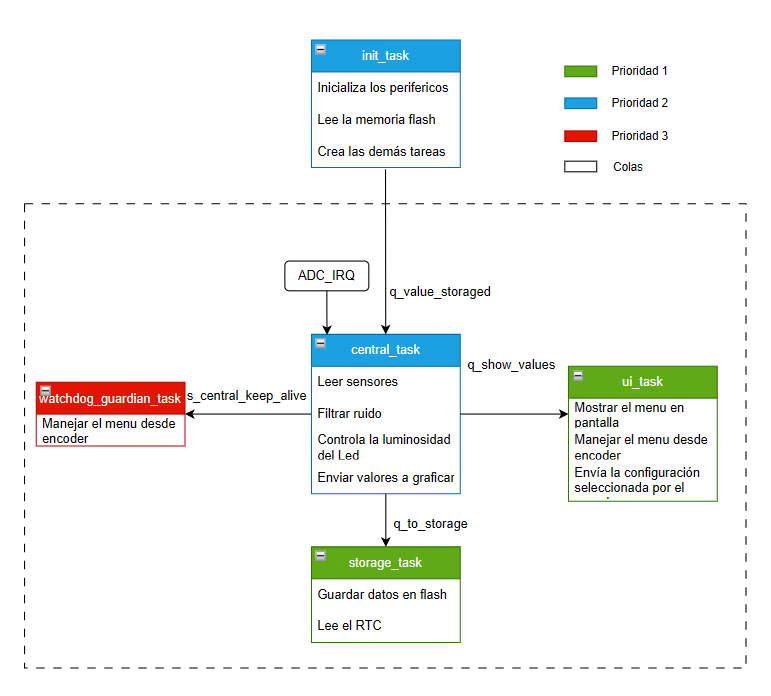 init_task
Inicializa los perifericos
Lee la memoria flash
Crea las demás tareas
Prioridad 1
Prioridad 2
Prioridad 3
Colas
ADC_IRQ
q_value_storaged
central_task
Leer sensores
Filtrar ruido
Controla la luminosidad
del Led
Enviar valores a graficar
s_central_keep_alive
watchdog_guardian_task
Manejar el menu desde
encoder
q_show_values
ui_task
Mostrar el menu en
pantalla
Manejar el menu desde
encoder
Envía la configuración
seleccionada por el
q_to_storage
storage_task
Guardar datos en flash
Lee el RTC